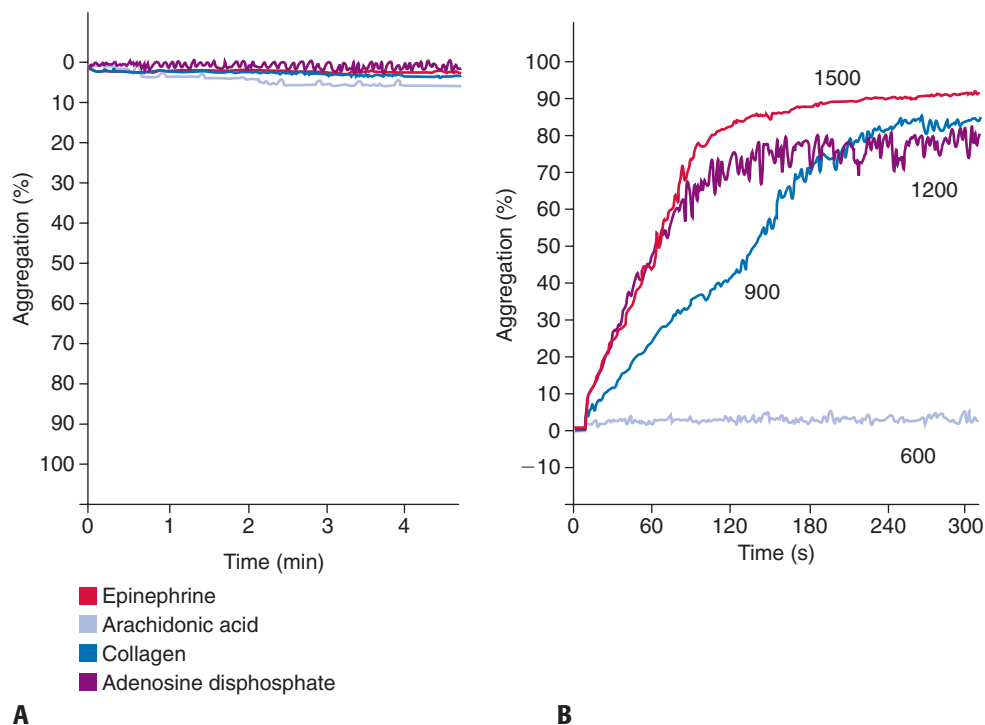 A
0
10
20
30
40
50
60
70
80
90
100
Aggregation (%)
0 1 2 3 4
Time (min)
Epinephrine
Arachidonic acid
Collagen
Adenosine disphosphate
A
B
100
90
80
70
60
50
40
30
20
10
0
−10
Aggregation (%)
1500
1200
900
600
0 60 120 180 240 300
Time (s)
B